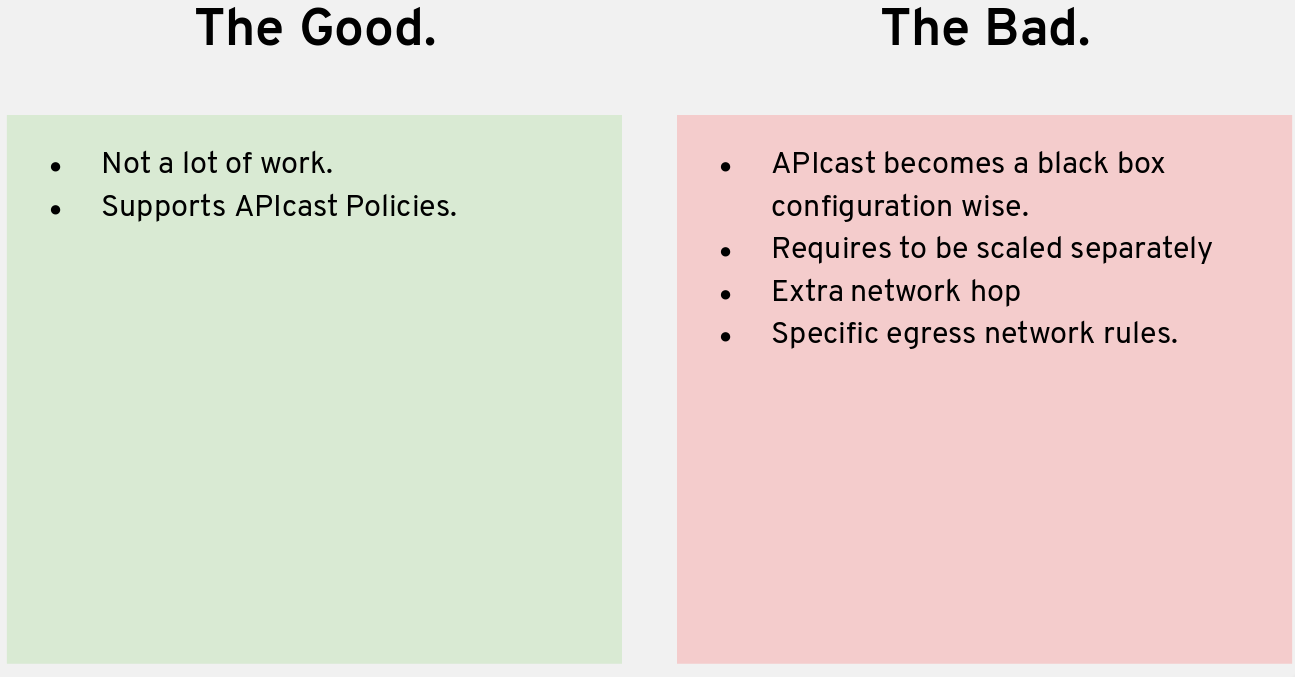 The Good.
• Not a lot of work.
• Supports APIcast Policies.
The Bad.
• APIcast becomes a black box
configuration wise.
• Requires to be scaled separately
• Extra network hop
• Specific egress network rules.